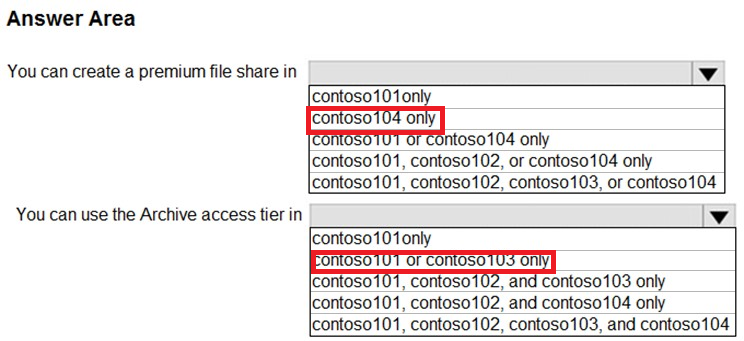 Answer Area
You can create a premium file share in
contoso101only
contoso104 only
contoso101 or contoso104 only
contoso101, contoso102, or contoso104 only
contoso101, contoso102, contoso103, or contoso104
You can use the Archive access tier in
contoso101only
contoso101 or contoso103 only
contoso101, contoso102, and contoso103 only
contoso101, contoso102, and contoso104 only
contoso101, contoso102, contoso103, and contoso104